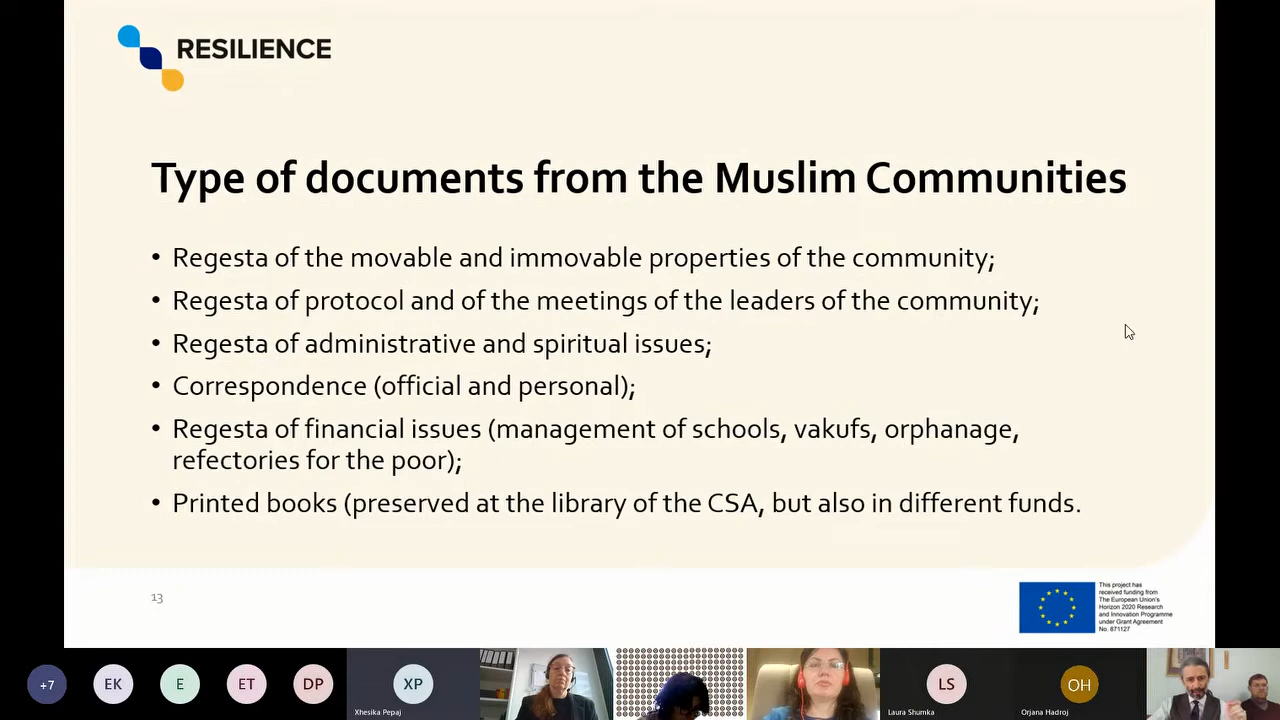 RESILIENCE
Type of documents from the Muslim Communities
• Regesta of the movable and immovable properties of the community;
• Regesta of protocol and of the meetings of the leaders of the community;
• Regesta of administrative and spiritual issues;
• Correspondence (official and personal);
• Regesta of financial issues (management of schools, vakufs, orphanage,
refectories for the poor);
• Printed books (preserved at the library of the CSA, but also in different funds.
13
This project has
received funding from
The European Union's
Horizon 2020 Research
and Innovation Programme
under Grant Agreement
No. 871127
+7
EK
E
ET
DP
XP
Xhesika Pepaj
LS
Laura Shumka
OH
Orjana Hadroj